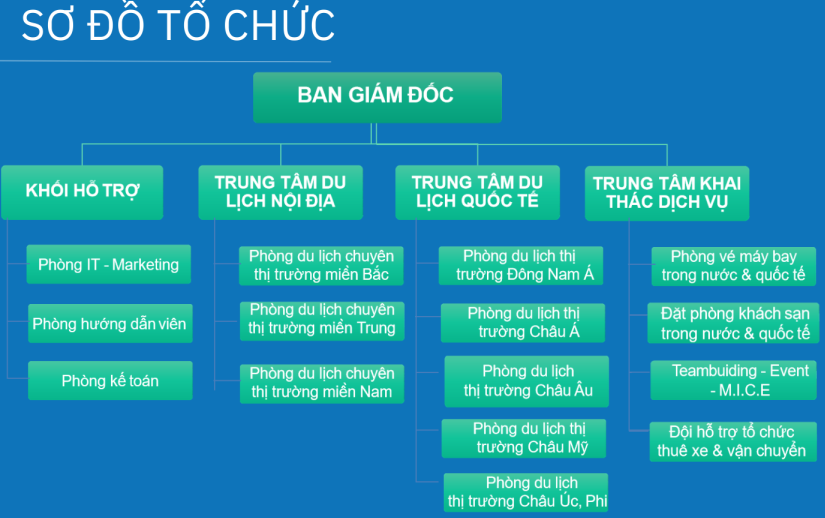 SƠ ĐỒ TỔ CHỨC
BAN GIÁM ĐỐC
KHỐI HỖ TRỢ
Phòng IT - Marketing
Phòng hướng dẫn viên
Phòng kế toán
TRUNG TÂM DU
LỊCH NỘI ĐỊA
Phòng du lịch chuyên
thị trường miền Bắc
Phòng du lịch chuyên
thị trường miền Trung
Phòng du lịch chuyên
thị trường miền Nam
TRUNG TÂM DU
LỊCH QUỐC TẾ
Phòng du lịch thị
trường Đông Nam Á
Phòng du lịch thị
trường Châu Á
Phòng du lịch
thị trường Châu Âu
Phòng du lịch thị
trường Châu Mỹ
Phòng du lịch
thị trường Châu Úc, Phi
TRUNG TÂM KHAI
THÁC DỊCH VỤ
Phòng vé máy bay
trong nước & quốc tế
Đặt phòng khách sạn
trong nước & quốc tế
Teambuiding - Event
- M.I.C.E
Đội hỗ trợ tổ chức
thuê xe & vận chuyển